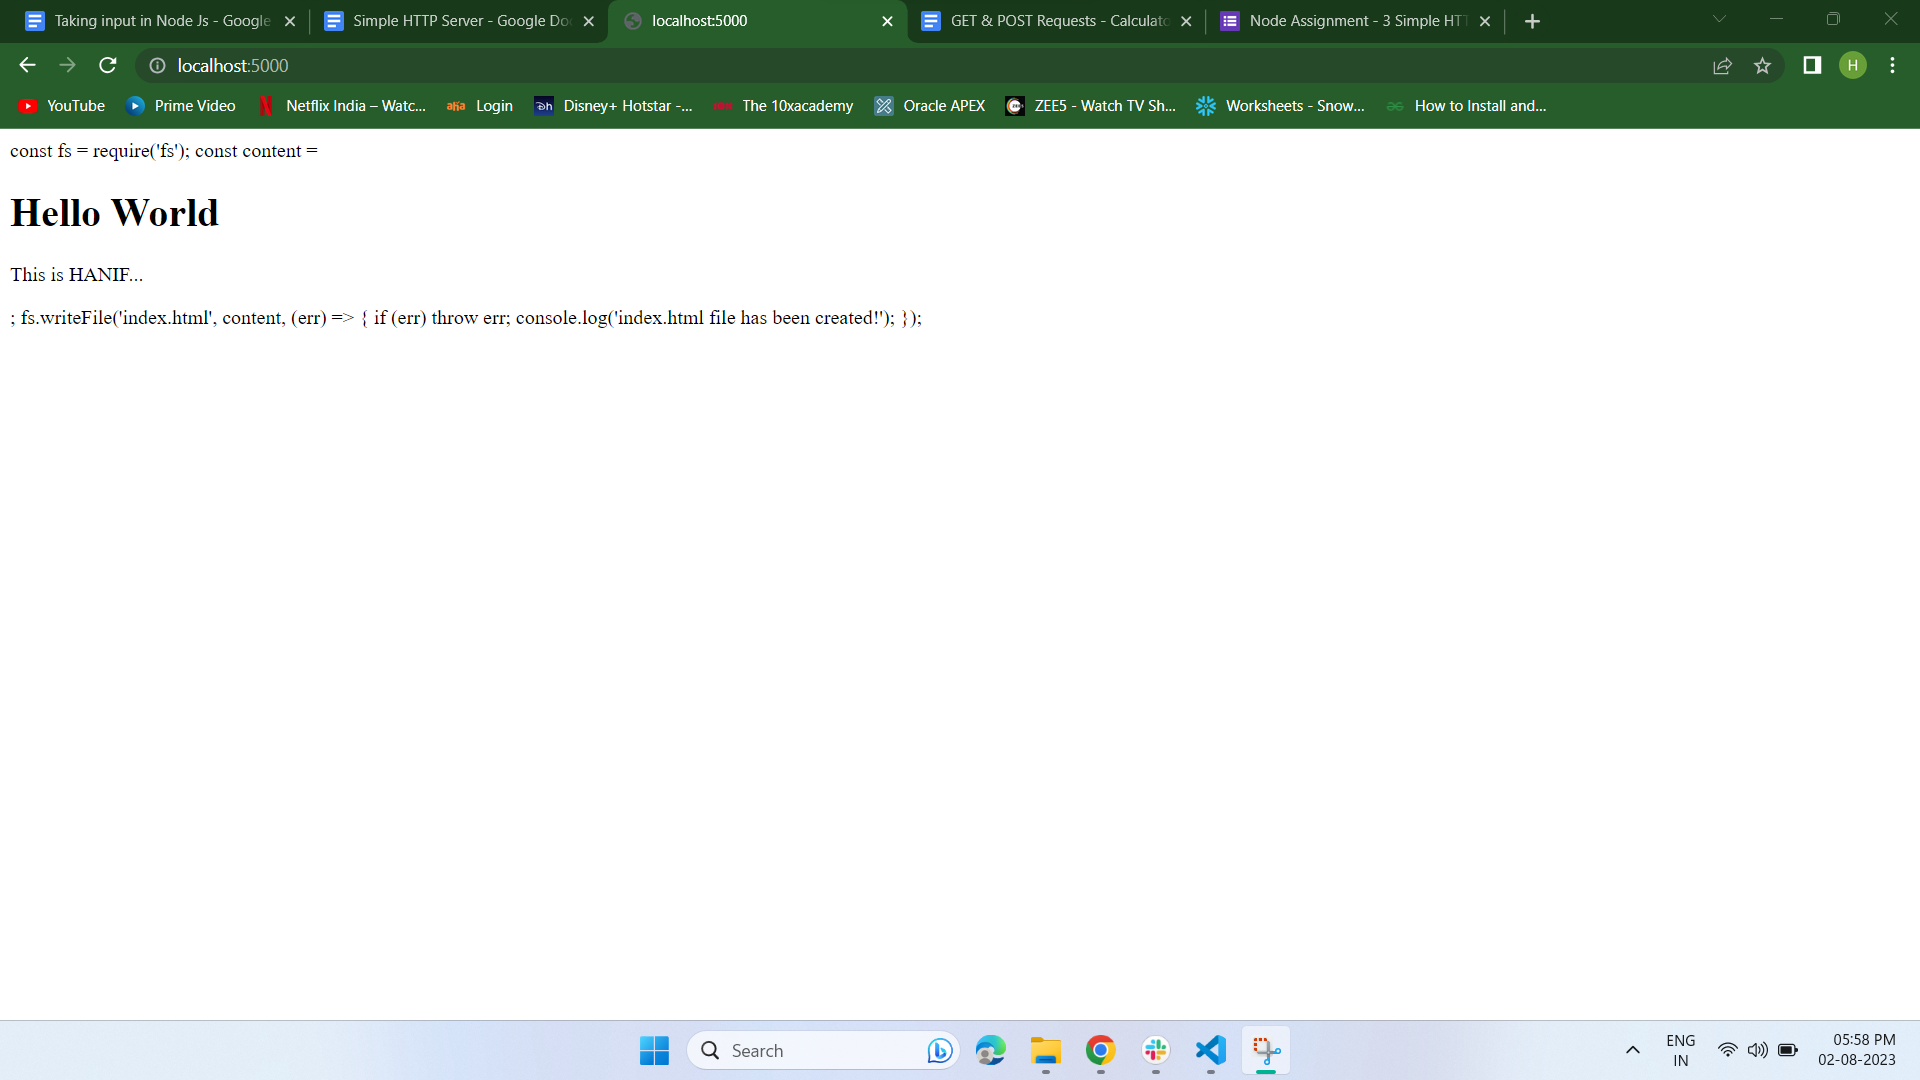 Taking input in Node Js - Google
Simple HTTP Server - Google Doc
localhost:5000
GET & POST Requests - Calculato
Node Assignment - 3 Simple HTT
localhost:5000
H
YouTube
Prime Video
Netflix India – Watc...
aha
Login
Dh
Disney+ Hotstar -...
The 10xacademy
Oracle APEX
ZEE5 - Watch TV Sh...
Worksheets - Snow...
How to Install and...
const fs = require('fs'); const content =
Hello World
This is HANIF...
; fs.writeFile('index.html', content, (err) => { if (err) throw err; console.log('index.html file has been created!'); });
Search
ENG
IN
05:58 PM
02-08-2023